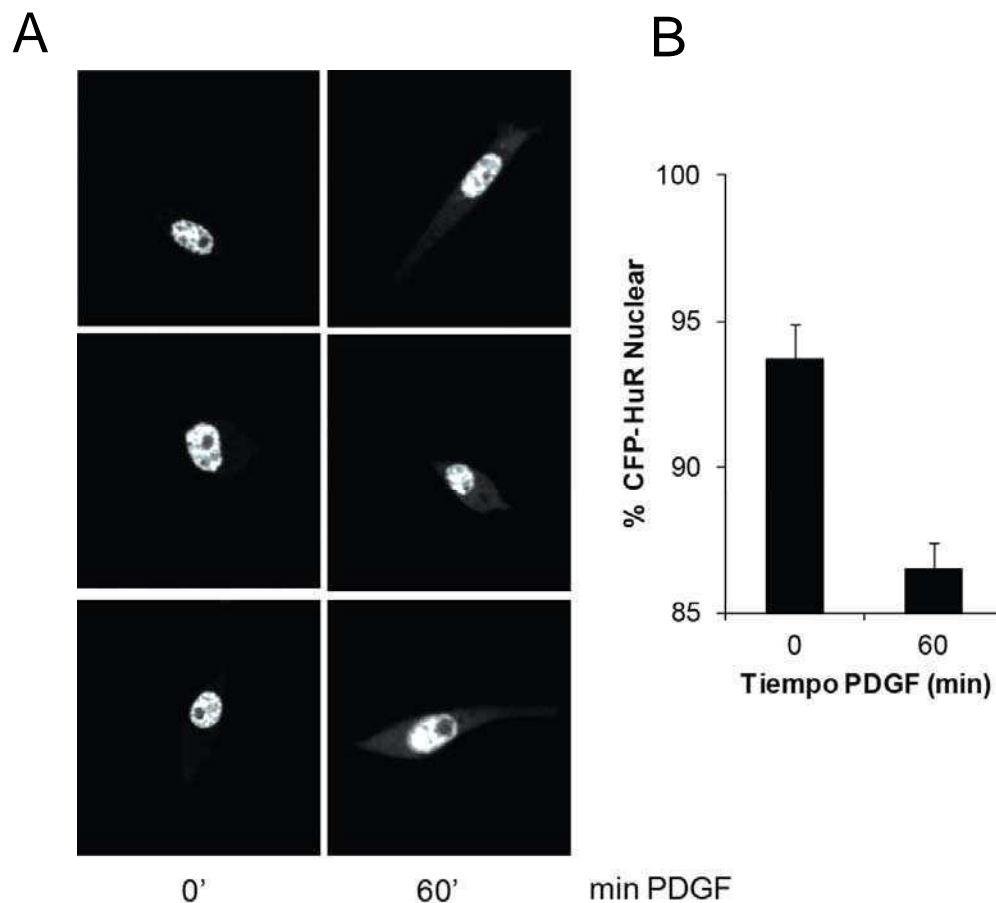 A
B
100
95
90
85
% CFP-HuR Nuclear
0
60
Tiempo PDGF (min)
0’
60’
min PDGF